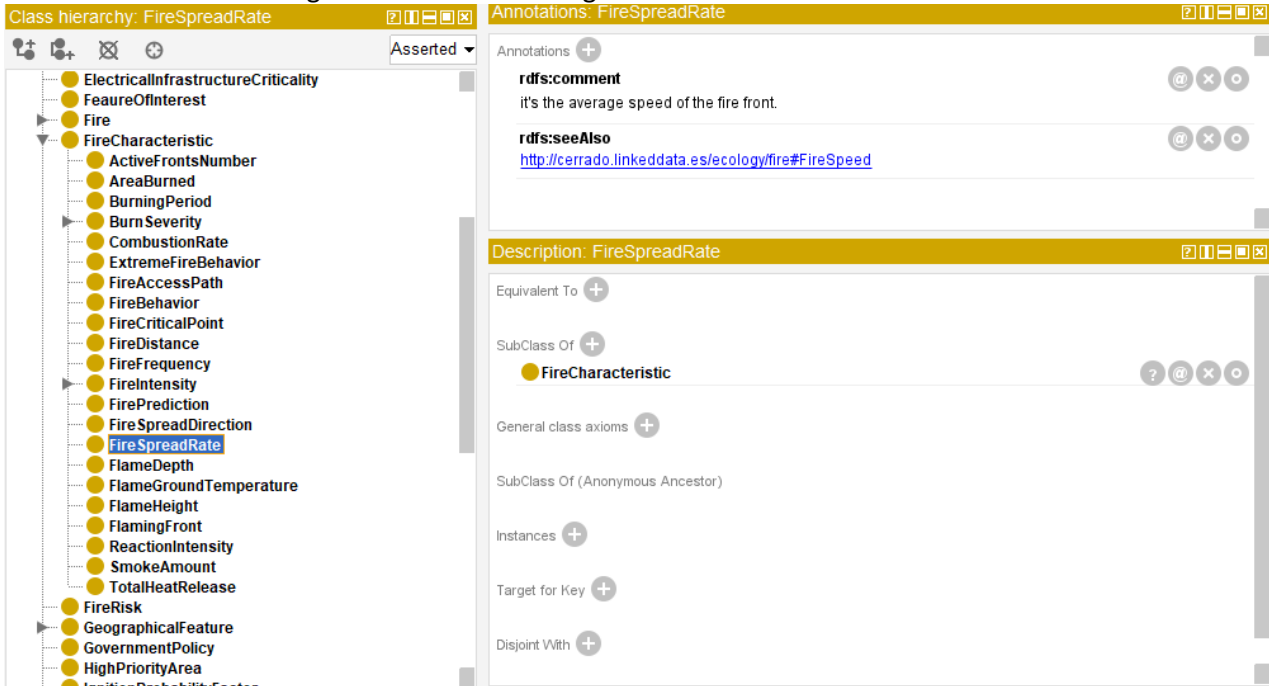 Class hierarchy: FireSpreadRate
Asserted
ElectricalInfrastructureCriticality
FeaureOfInterest
Fire
FireCharacteristic
ActiveFrontsNumber
AreaBurned
BurningPeriod
BurnSeverity
CombustionRate
ExtremeFireBehavior
FireAccessPath
FireBehavior
FireCriticalPoint
FireDistance
FireFrequency
FireIntensity
FirePrediction
FireSpreadDirection
FireSpreadRate
FlameDepth
FlameGroundTemperature
FlameHeight
FlamingFront
ReactionIntensity
SmokeAmount
TotalHeatRelease
FireRisk
GeographicalFeature
GovernmentPolicy
HighPriorityArea
Annotations: FireSpreadRate
Annotations
rdfs:comment
it's the average speed of the fire front.
rdfs:seeAlso
http://cerrado.linkeddata.es/ecology/fire#FireSpeed
Description: FireSpreadRate
Equivalent To
SubClass Of
FireCharacteristic
General class axioms
SubClass Of (Anonymous Ancestor)
Instances
Target for Key
Disjoint With